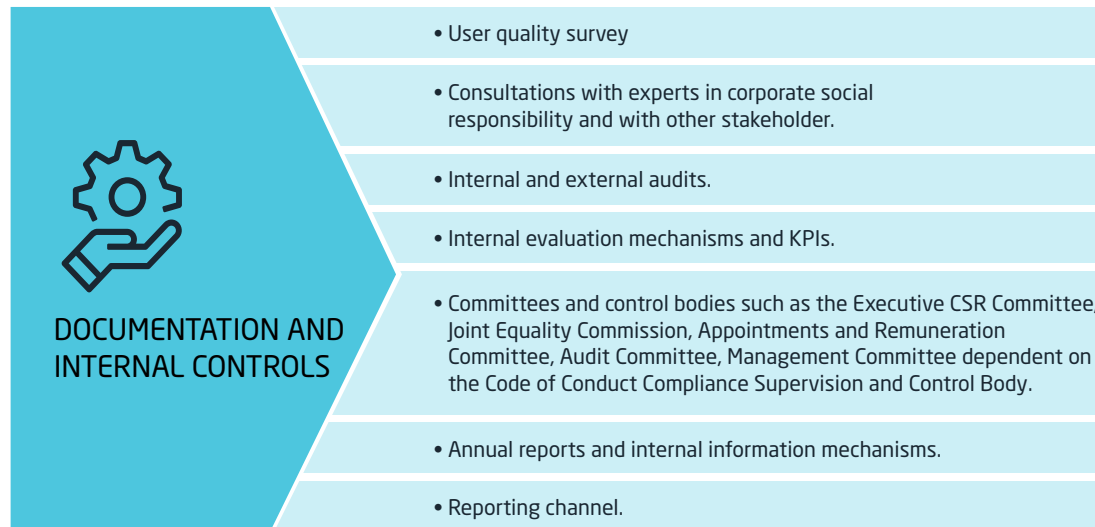 • User quality survey
• Consultations with experts in corporate social
responsibility and with other stakeholder.
• Internal and external audits.
• Internal evaluation mechanisms and KPIs.
DOCUMENTATION AND
INTERNAL CONTROLS
• Committees and control bodies such as the Executive CSR Committee,
Joint Equality Commission, Appointments and Remuneration
Committee, Audit Committee, Management Committee dependent on
the Code of Conduct Compliance Supervision and Control Body.
• Annual reports and internal information mechanisms.
• Reporting channel.